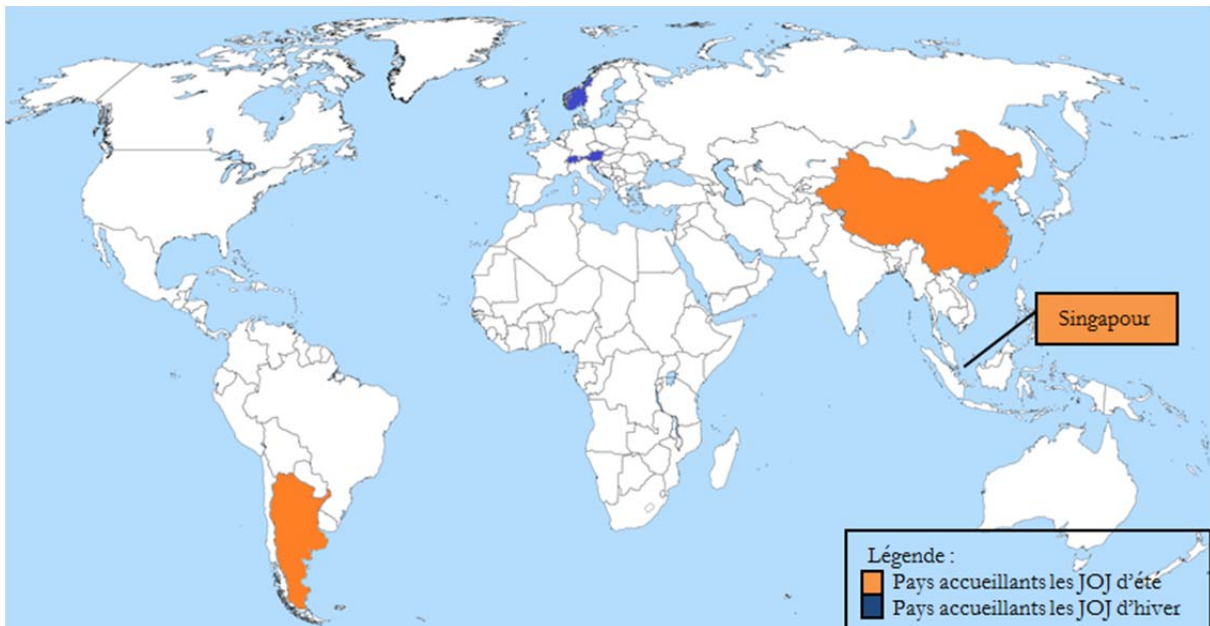 Singapour
Légende :
Pays accueillants les JOJ d’été
Pays accueillants les JOJ d’hiver